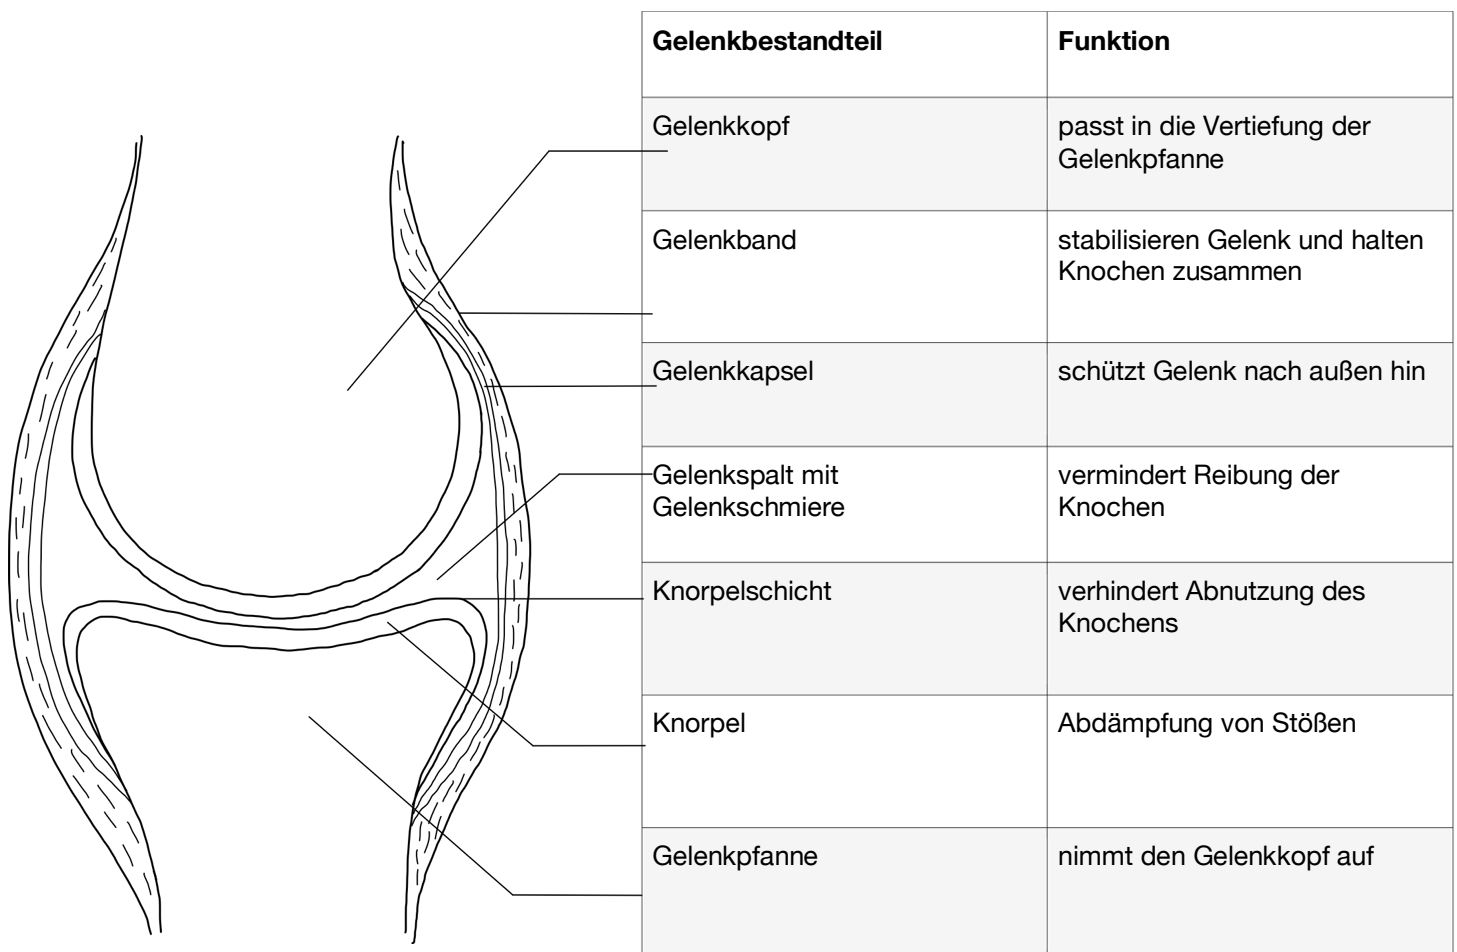 Gelenkbestandteil Funktion
Gelenkkopf passt in die Vertiefung der
Gelenkpfanne
Gelenkband stabilisieren Gelenk und halten
Knochen zusammen
Gelenkkapsel schützt Gelenk nach außen hin
Gelenkspalt mit vermindert Reibung der
Gelenkschmiere Knochen
Knorpelschicht verhindert Abnutzung des
Knochens
Knorpel Abdämpfung von Stößen
Gelenkpfanne nimmt den Gelenkkopf auf